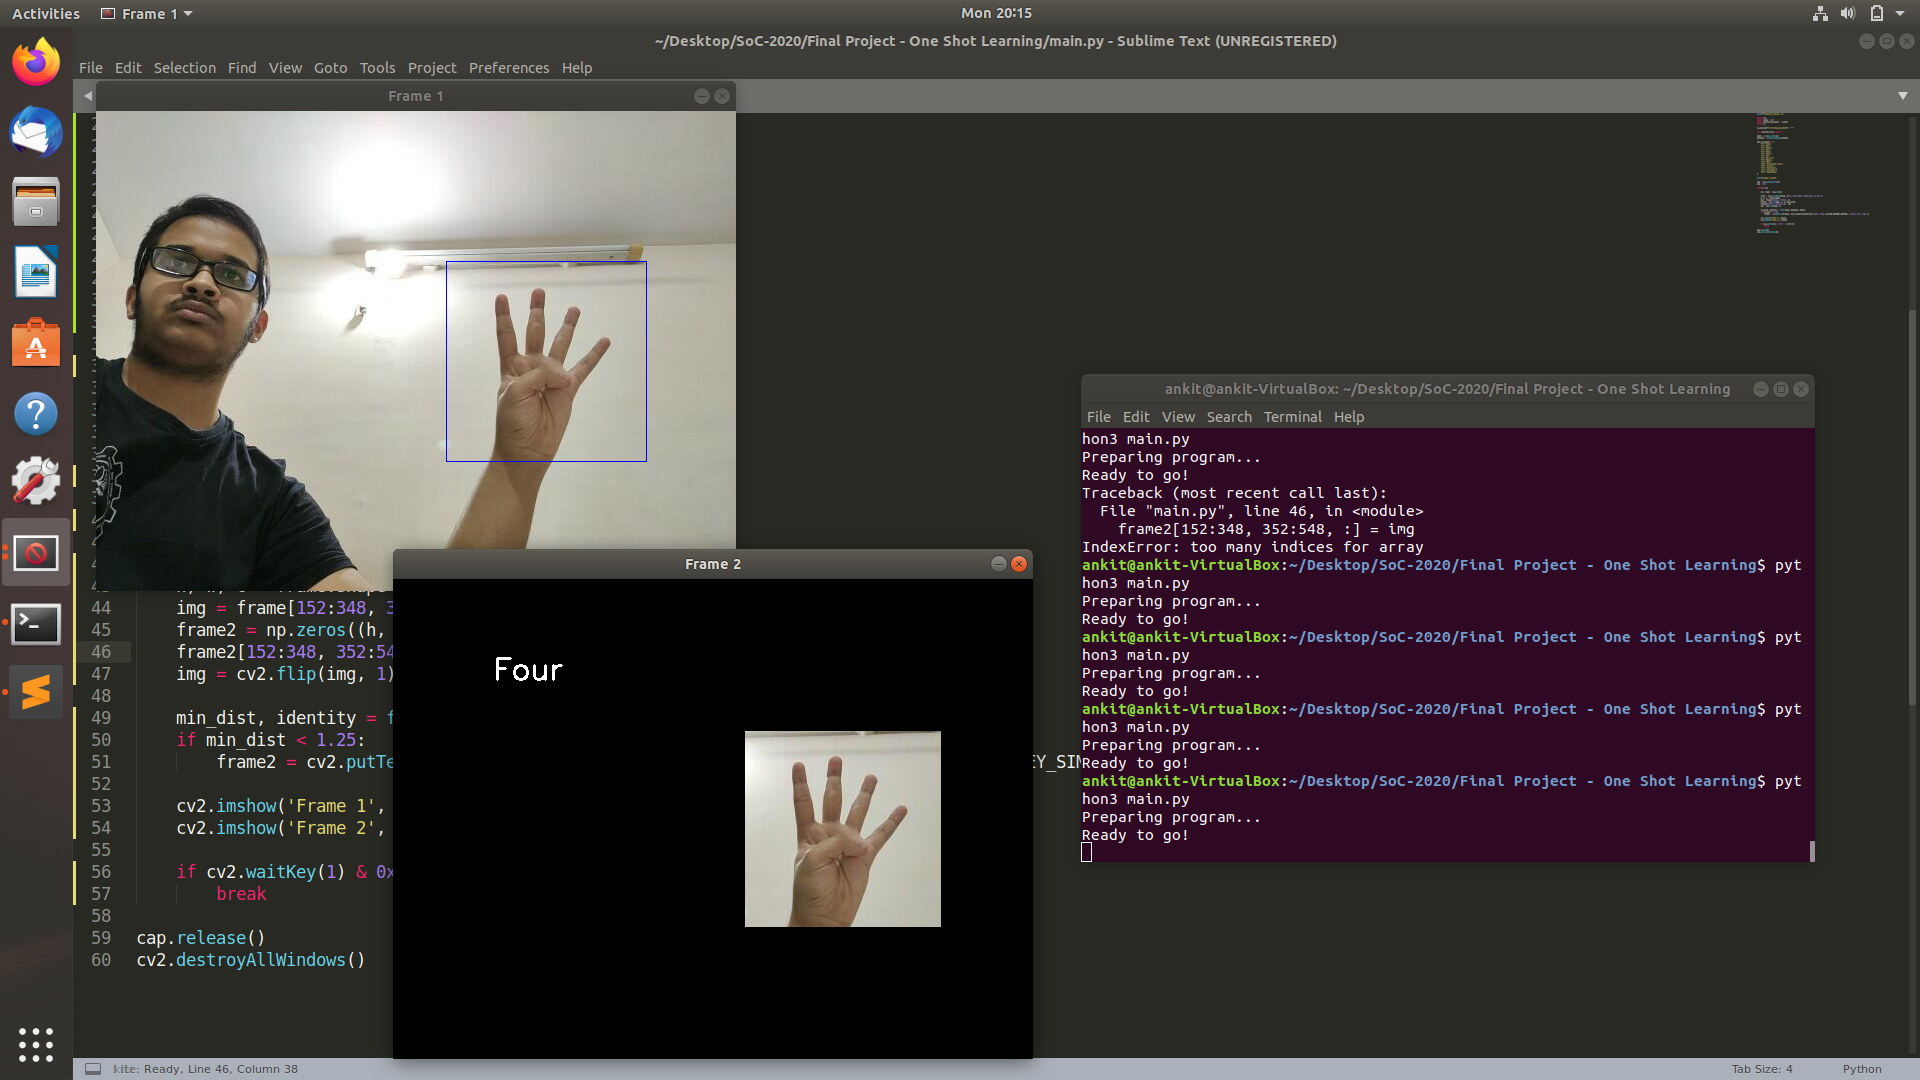 Activities
Frame 1
Mon 20:15
~/Desktop/SoC-2020/Final Project - One Shot Learning/main.py - Sublime Text (UNREGISTERED)
File Edit Selection Find View Goto Tools Project Preferences Help
Frame 1
44 img = frame[152:348, 3
45 frame2 = np.zeros((h,
46 frame2[152:348, 352:54
47 img = cv2.flip(img, 1)
48
49 min_dist, identity = f
50 if min_dist < 1.25:
51 frame2 = cv2.putTe
EY_SIM
52
53 cv2.imshow('Frame 1',
54 cv2.imshow('Frame 2',
55
56 if cv2.waitKey(1) & 0x
57 break
58
59 cap.release()
60 cv2.destroyAllWindows()
Frame 2
Four
ankit@ankit-VirtualBox: ~/Desktop/SoC-2020/Final Project - One Shot Learning
File Edit View Search Terminal Help
hon3 main.py
Preparing program...
Ready to go!
Traceback (most recent call last):
File "main.py", line 46, in <module>
frame2[152:348, 352:548, :] = img
IndexError: too many indices for array
ankit@ankit-VirtualBox:~/Desktop/SoC-2020/Final Project - One Shot Learning$ pyt
hon3 main.py
Preparing program...
Ready to go!
ankit@ankit-VirtualBox:~/Desktop/SoC-2020/Final Project - One Shot Learning$ pyt
hon3 main.py
Preparing program...
Ready to go!
ankit@ankit-VirtualBox:~/Desktop/SoC-2020/Final Project - One Shot Learning$ pyt
hon3 main.py
Preparing program...
Ready to go!
ankit@ankit-VirtualBox:~/Desktop/SoC-2020/Final Project - One Shot Learning$ pyt
hon3 main.py
Preparing program...
Ready to go!
kite: Ready, Line 46, Column 38
Tab Size: 4
Python